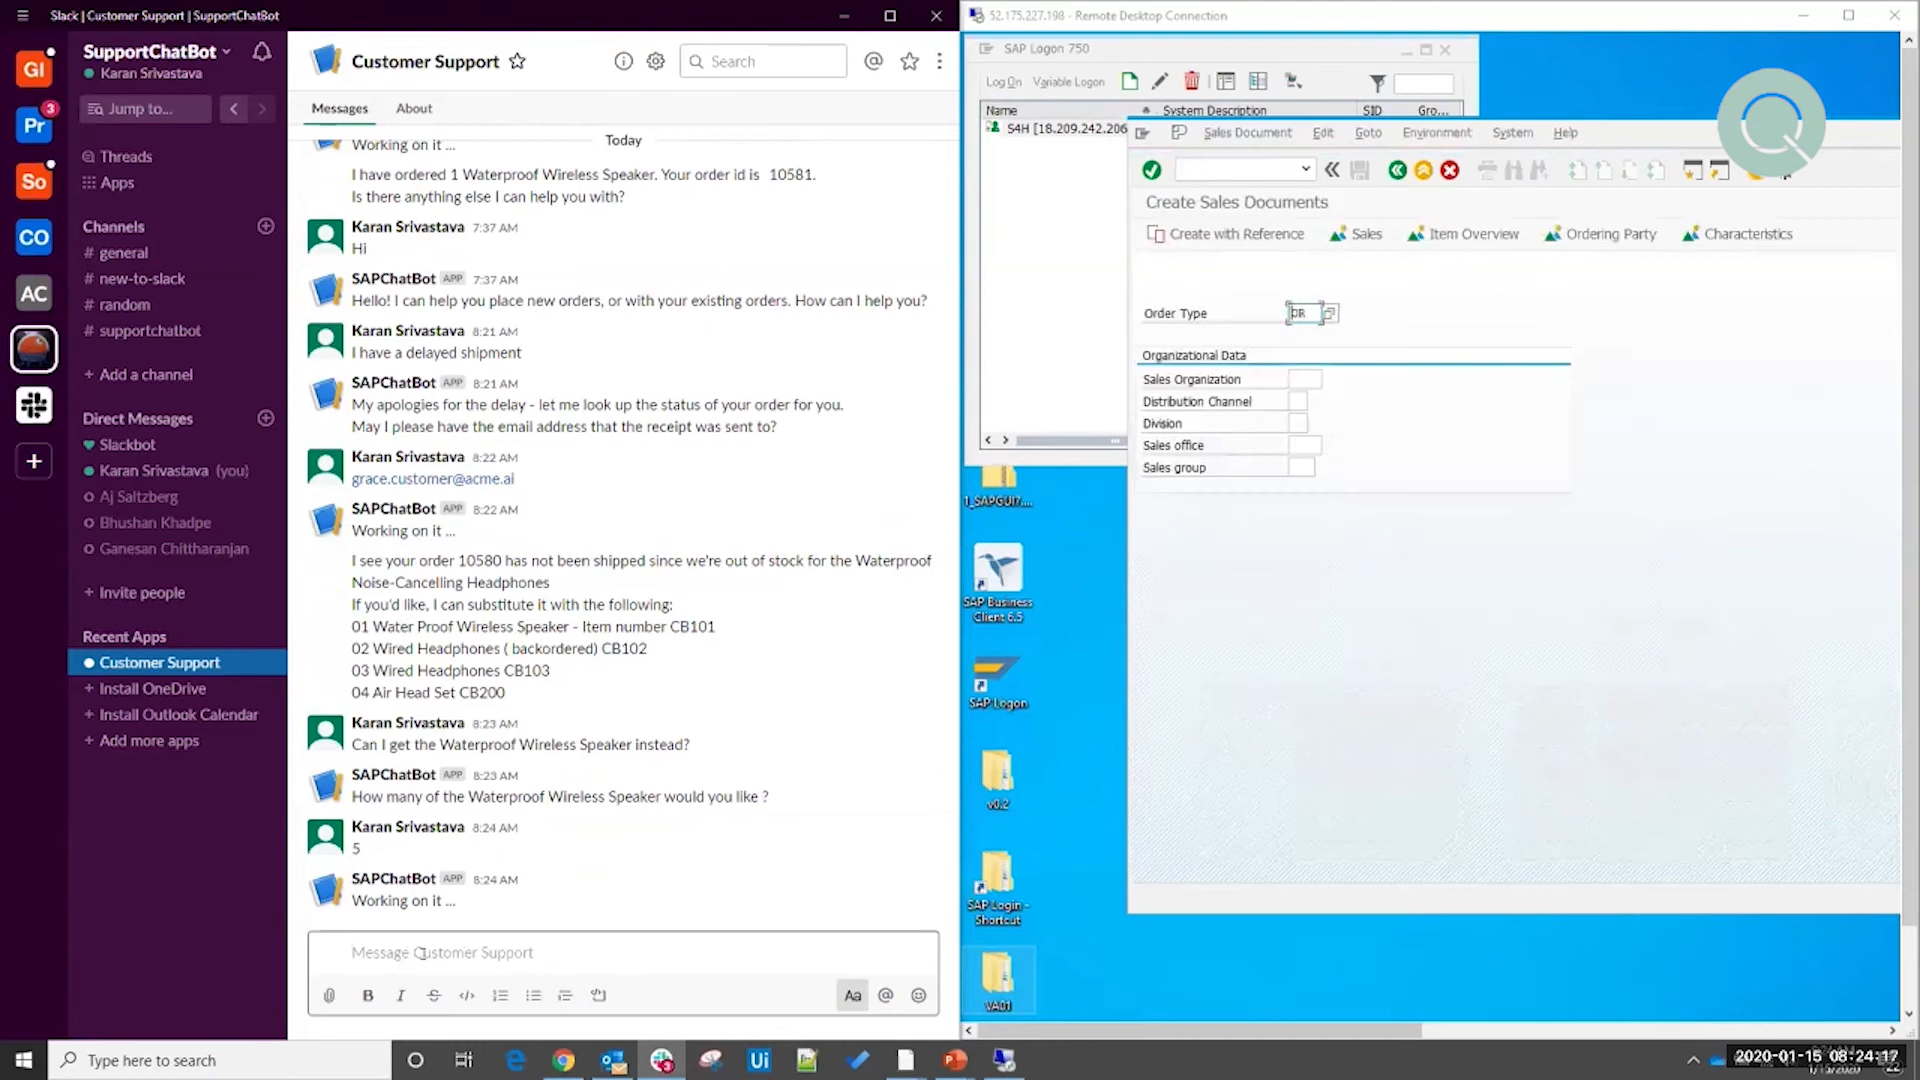 Slack | Customer Support | SupportChatBot
GI
Pr
3
So
CO
AC
SupportChatBot
Karan Srivastava
Jump to...
Threads
Apps
Channels
# general
# new-to-slack
# random
# supportchatbot
+ Add a channel
Direct Messages
Slackbot
Karan Srivastava (you)
Aj Saltzberg
Bhushan Khadpe
Ganesan Chittharanjan
+ Invite people
Recent Apps
Customer Support
+ Install OneDrive
+ Install Outlook Calendar
+ Add more apps
Customer Support
Search
Messages
About
Today
Working on it ...
I have ordered 1 Waterproof Wireless Speaker. Your order id is 10581.
Is there anything else I can help you with?
Karan Srivastava 7:37 AM
Hi
SAPChatBot APP 7:37 AM
Hello! I can help you place new orders, or with your existing orders. How can I help you?
Karan Srivastava 8:21 AM
I have a delayed shipment
SAPChatBot APP 8:21 AM
My apologies for the delay - let me look up the status of your order for you.
May I please have the email address that the receipt was sent to?
Karan Srivastava 8:22 AM
grace.customer@acme.ai
SAPChatBot APP 8:22 AM
Working on it ...
I see your order 10580 has not been shipped since we're out of stock for the Waterproof
Noise-Cancelling Headphones
If you'd like, I can substitute it with the following:
01 Water Proof Wireless Speaker - Item number CB101
02 Wired Headphones ( backordered) CB102
03 Wired Headphones CB103
04 Air Head Set CB200
Karan Srivastava 8:23 AM
Can I get the Waterproof Wireless Speaker instead?
SAPChatBot APP 8:23 AM
How many of the Waterproof Wireless Speaker would you like ?
Karan Srivastava 8:24 AM
5
SAPChatBot APP 8:24 AM
Working on it ...
Message Customer Support
B I S </> Aa @
52.175.227.198 - Remote Desktop Connection
SAP Logon 750
Log On Variable Logon
Name System Description SID Gro...
S4H [18.209.242.206
Sales Document Edit Goto Environment System Help
Create Sales Documents
Create with Reference Sales Item Overview Ordering Party Characteristics
Order Type OR
Organizational Data
Sales Organization
Distribution Channel
Division
Sales office
Sales group
1_SAPGUI7....
SAP Business
Client 6.5
SAP Logon
v0.2
SAP Login -
Shortcut
VA01
Type here to search
Ui
3
2020-01-15 08:24:17
1/15/2020
22